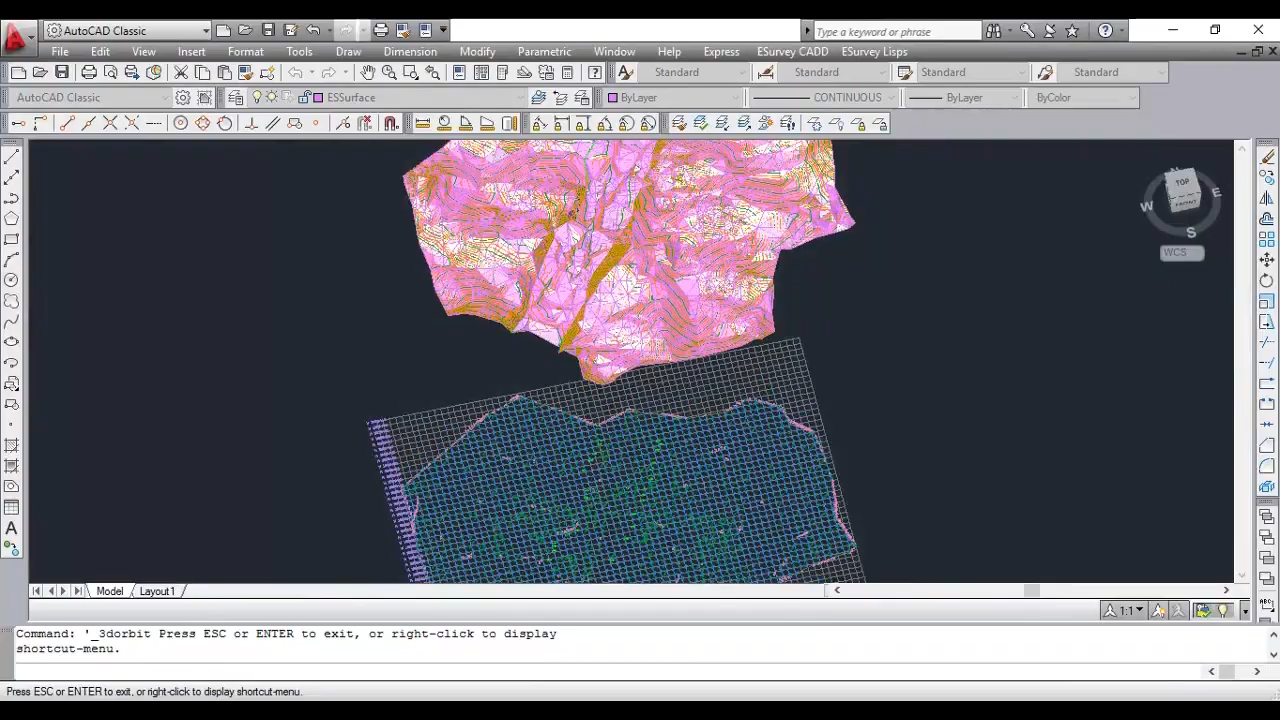 AutoCAD Classic
Type a keyword or phrase
File Edit View Insert Format Tools Draw Dimension Modify Parametric Window Help Express ESurvey CADD ESurvey Lisps
Standard Standard Standard Standard
AutoCAD Classic ESSurface ByLayer CONTINUOUS ByLayer ByColor
TOP
FRONT
W E
S
WCS
Model Layout1
1:1
Command: '_3dorbit Press ESC or ENTER to exit, or right-click to display
shortcut-menu.
Press ESC or ENTER to exit, or right-click to display shortcut-menu.